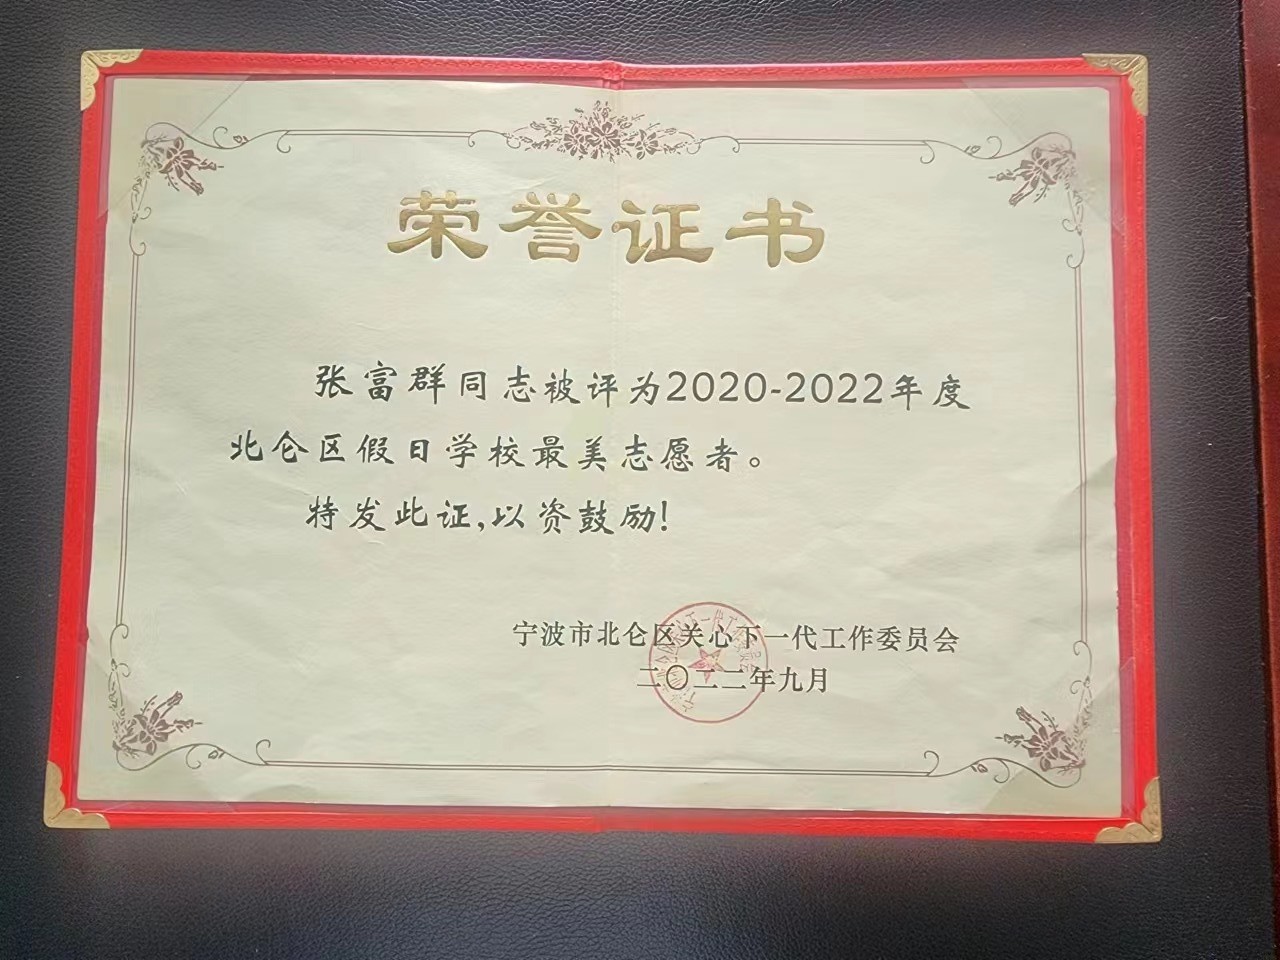 荣誉证书
张富群同志被评为2020-2022年度
北仑区假日学校最美志愿者。
特发此证,以资鼓励!
宁波市北仑区关心下一代工作委员会
二〇二二年九月